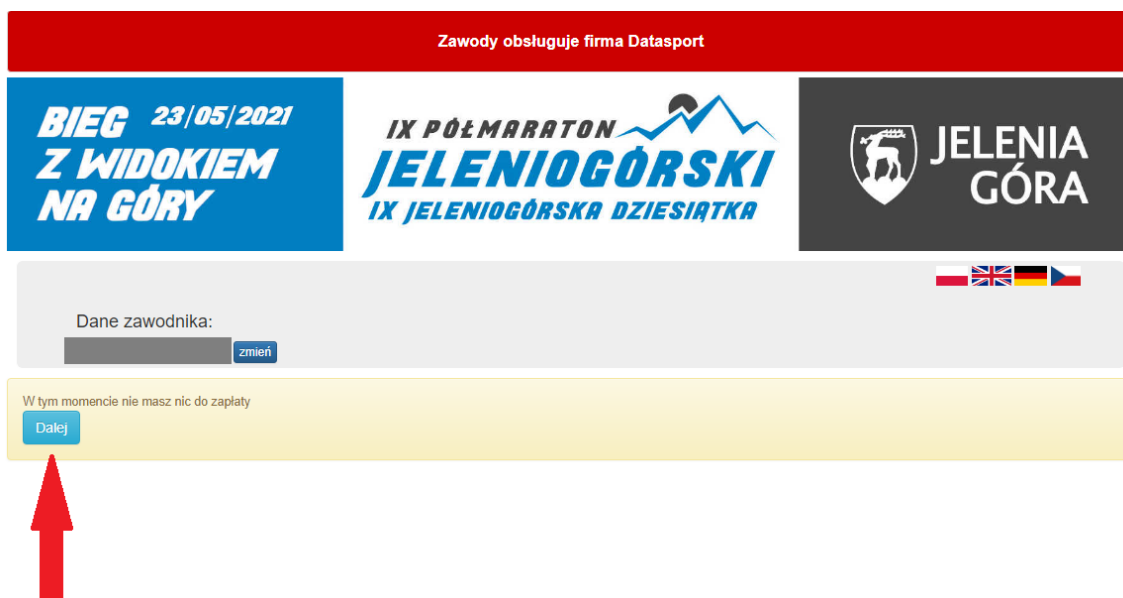 Zawody obsługuje firma Datasport
BIEG 23/05/2021
Z WIDOKIEM
NA GÓRY
IX PÓŁMARATON
JELENIOGÓRSKI
IX JELENIOGÓRSKA DZIESIĄTKA
JELENIA
GÓRA
Dane zawodnika:
zmień
W tym momencie nie masz nic do zapłaty
Dalej